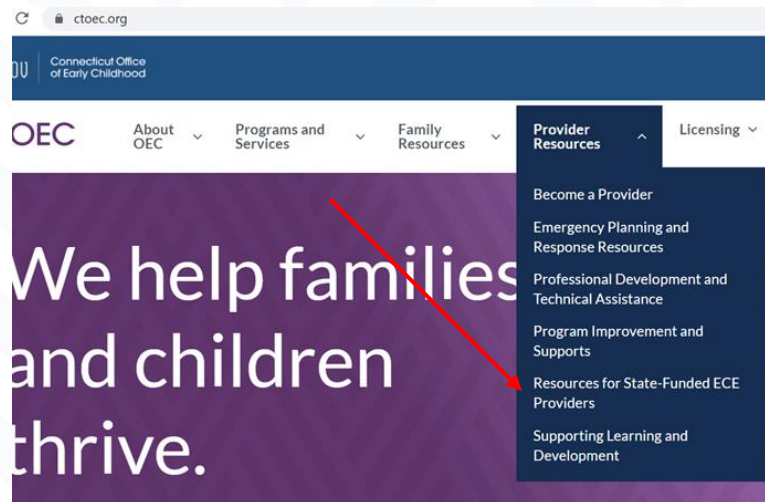 ctoec.org
Connecticut Office
of Early Childhood
OEC
About
OEC
Programs and
Services
Family
Resources
Provider
Resources
Licensing
Become a Provider
Emergency Planning and
Response Resources
Professional Development and
Technical Assistance
Program Improvement and
Supports
Resources for State-Funded ECE
Providers
Supporting Learning and
Development
We help families
and children
thrive.